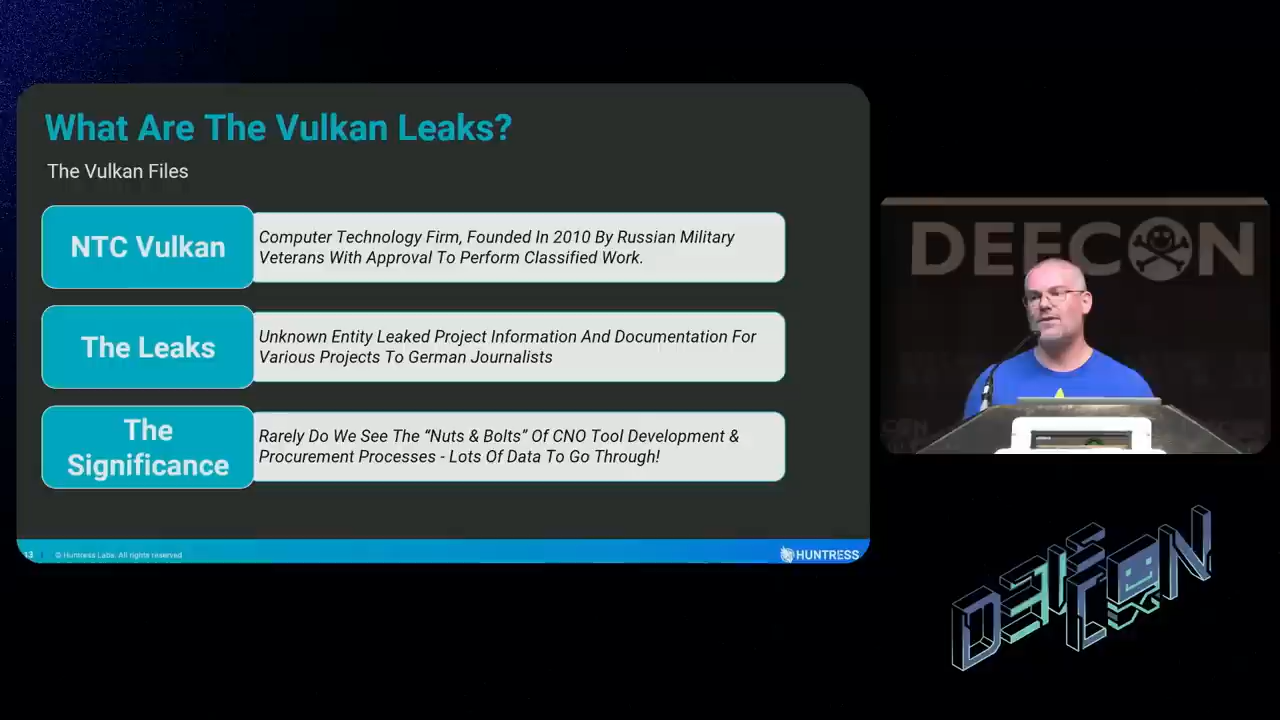 What Are The Vulkan Leaks?
The Vulkan Files
NTC Vulkan
Computer Technology Firm, Founded In 2010 By Russian Military
Veterans With Approval To Perform Classified Work.
The Leaks
Unknown Entity Leaked Project Information And Documentation For
Various Projects To German Journalists
The
Significance
Rarely Do We See The “Nuts & Bolts” Of CNO Tool Development &
Procurement Processes - Lots Of Data To Go Through!
13 | © Huntress Labs. All rights reserved
HUNTRESS
DEFCON
DEFCON